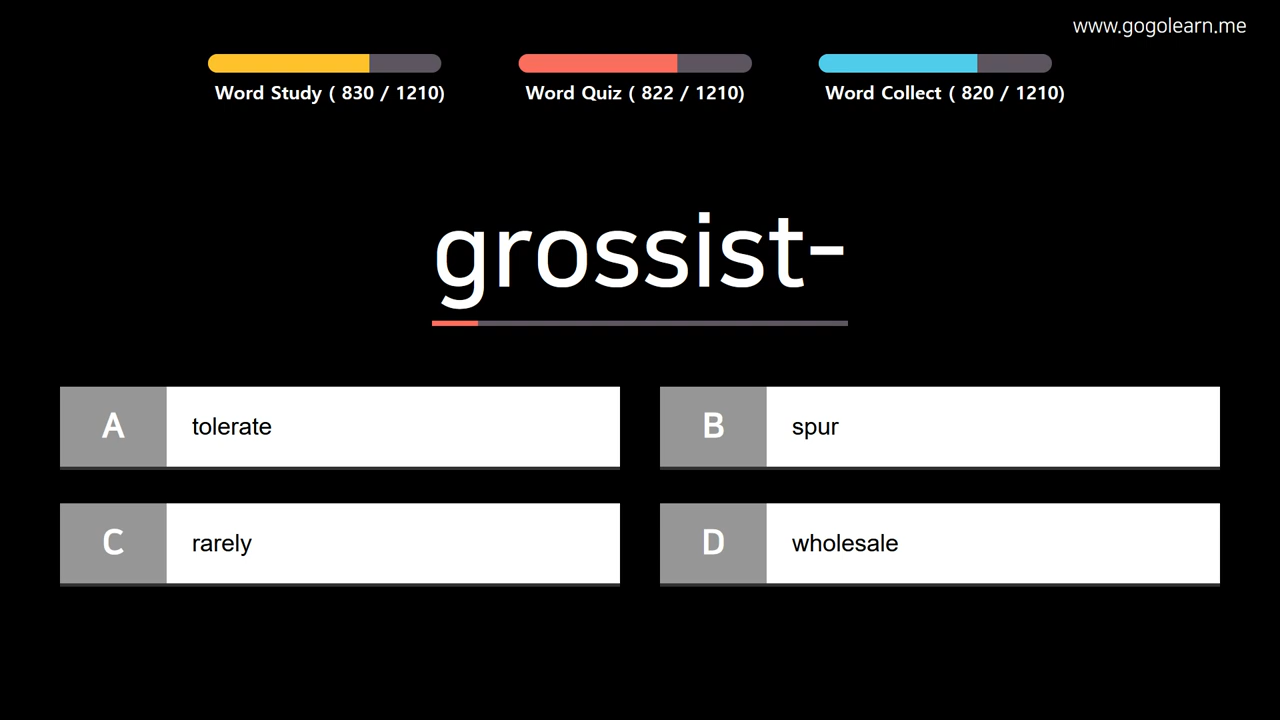 www.gogolearn.me
Word Study ( 830 / 1210)
Word Quiz ( 822 / 1210)
Word Collect ( 820 / 1210)
grossist-
A tolerate
B spur
C rarely
D wholesale